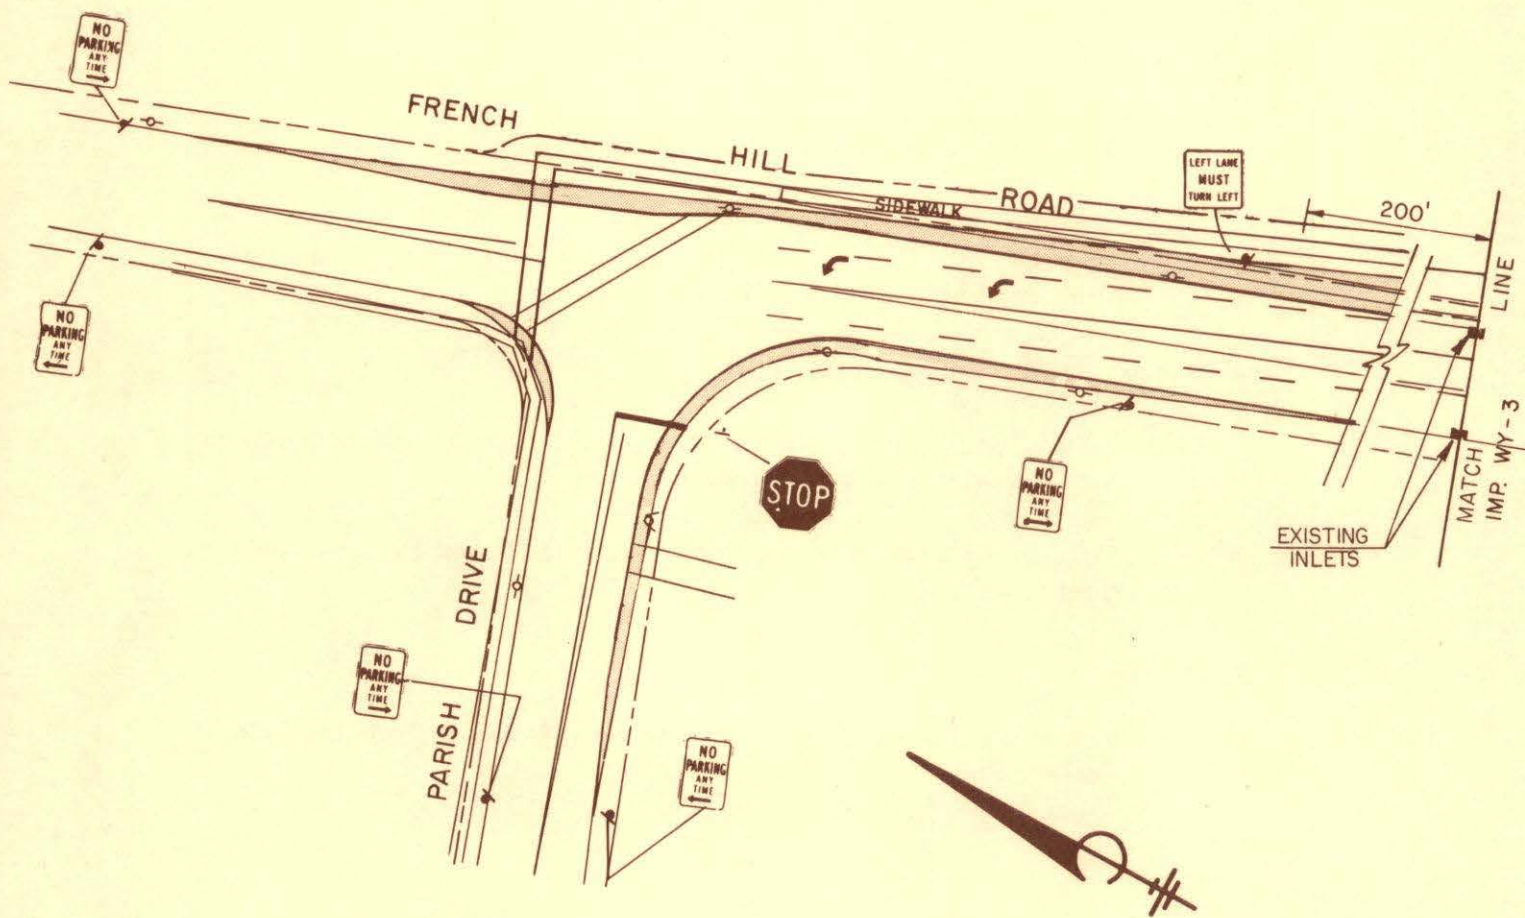 NO
PARKING
ANY
TIME
FRENCH HILL ROAD
LEFT LANE
MUST
TURN LEFT
SIDEWALK
200'
NO
PARKING
ANY
TIME
STOP
NO
PARKING
ANY
TIME
MATCH LINE
IMP. WY-3
EXISTING
INLETS
PARISH DRIVE
NO
PARKING
ANY
TIME
NO
PARKING
ANY
TIME